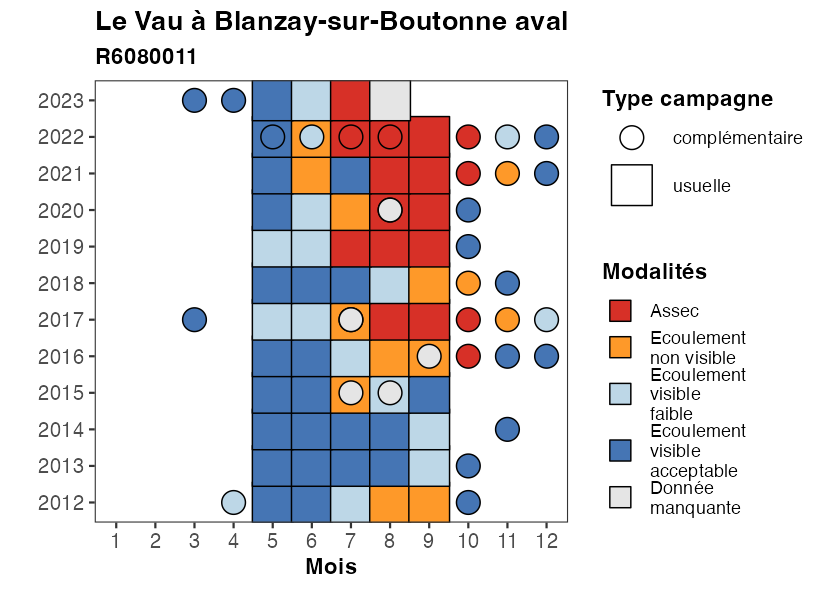 Le Vau à Blanzay-sur-Boutonne aval
R6080011
2023
2022
2021
2020
2019
2018
2017
2016
2015
2014
2013
2012
1 2 3 4 5 6 7 8 9 10 11 12
Mois
Type campagne
complémentaire
usuelle
Modalités
Assec
Ecoulement
non visible
Ecoulement
visible
faible
Ecoulement
visible
acceptable
Donnée
manquante